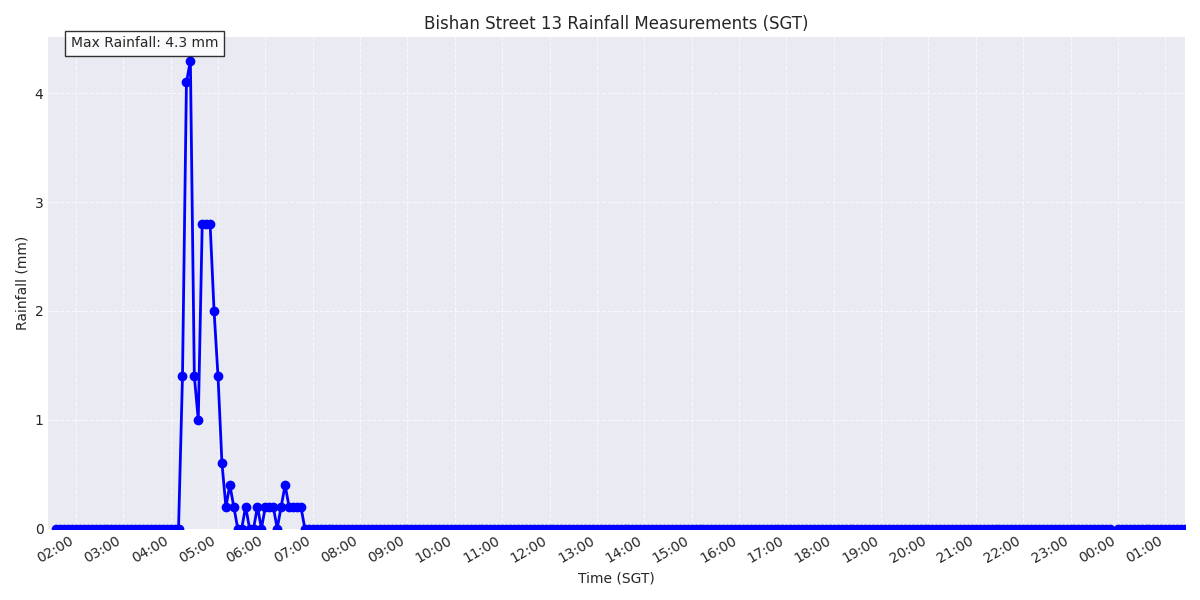 Bishan Street 13 Rainfall Measurements (SGT)
Max Rainfall: 4.3 mm
Rainfall (mm)
4
3
2
1
0
02:00 03:00 04:00 05:00 06:00 07:00 08:00 09:00 10:00 11:00 12:00 13:00 14:00 15:00 16:00 17:00 18:00 19:00 20:00 21:00 22:00 23:00 00:00 01:00
Time (SGT)